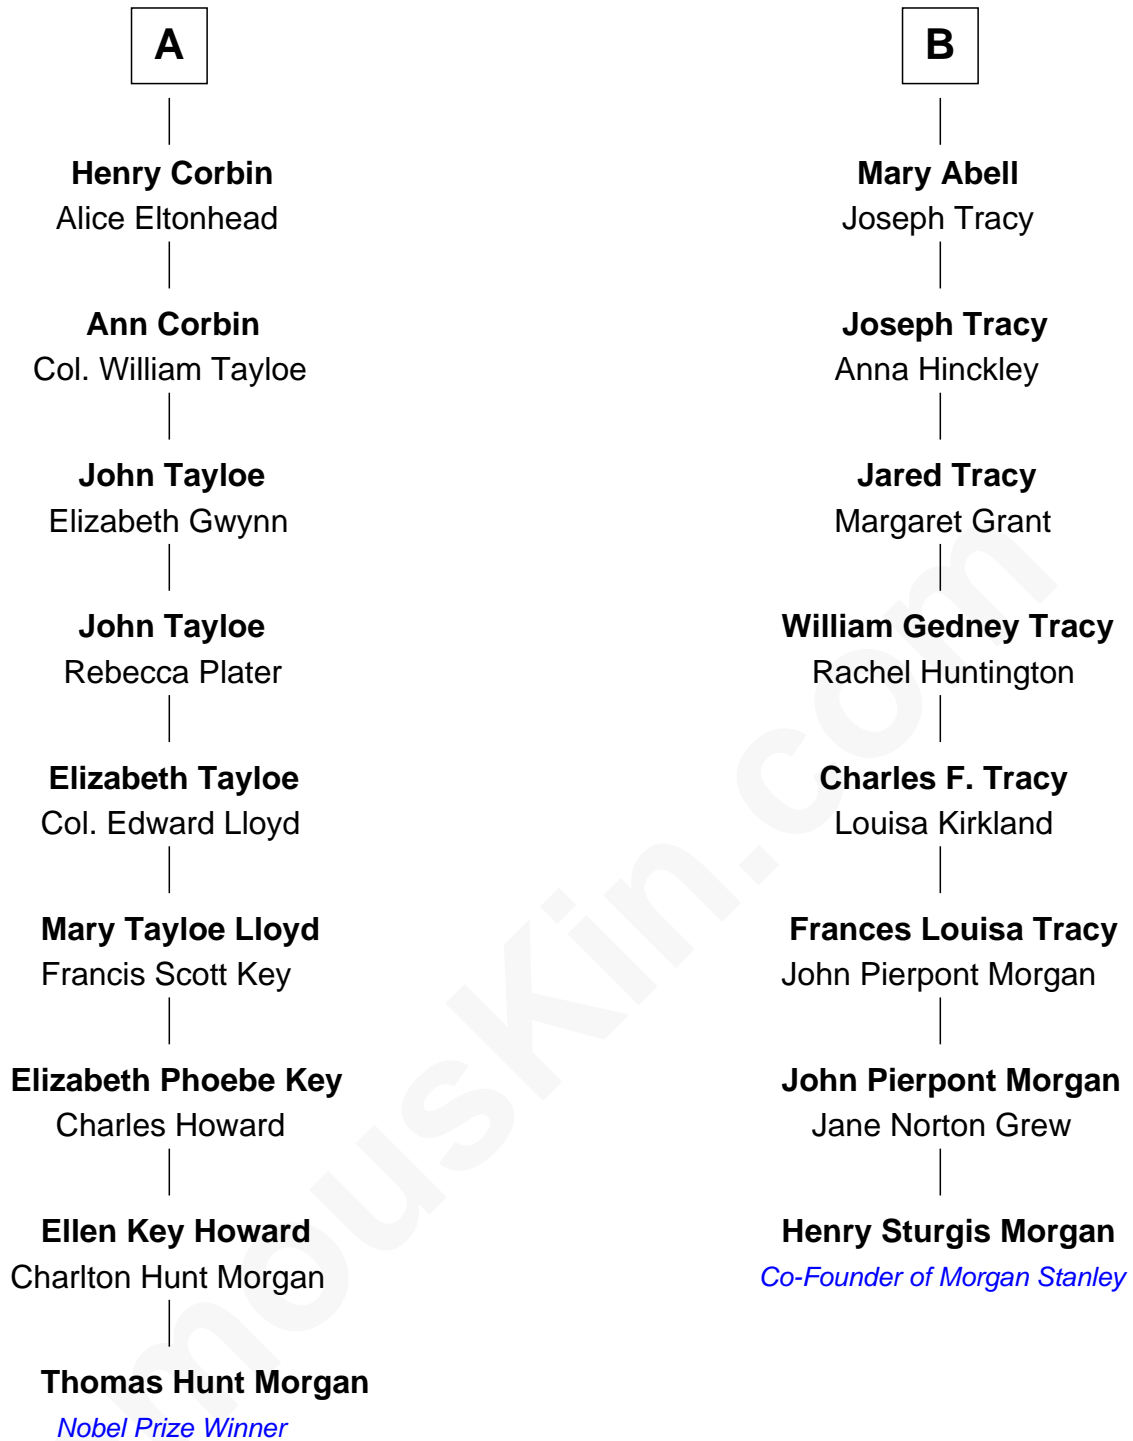 A
Henry Corbin
Alice Eltonhead
Ann Corbin
Col. William Tayloe
John Tayloe
Elizabeth Gwynn
John Tayloe
Rebecca Plater
Elizabeth Tayloe
Col. Edward Lloyd
Mary Tayloe Lloyd
Francis Scott Key
Elizabeth Phoebe Key
Charles Howard
Ellen Key Howard
Charlton Hunt Morgan
Thomas Hunt Morgan
Nobel Prize Winner
B
Mary Abell
Joseph Tracy
Joseph Tracy
Anna Hinckley
Jared Tracy
Margaret Grant
William Gedney Tracy
Rachel Huntington
Charles F. Tracy
Louisa Kirkland
Frances Louisa Tracy
John Pierpont Morgan
John Pierpont Morgan
Jane Norton Grew
Henry Sturgis Morgan
Co-Founder of Morgan Stanley
mouskin.com